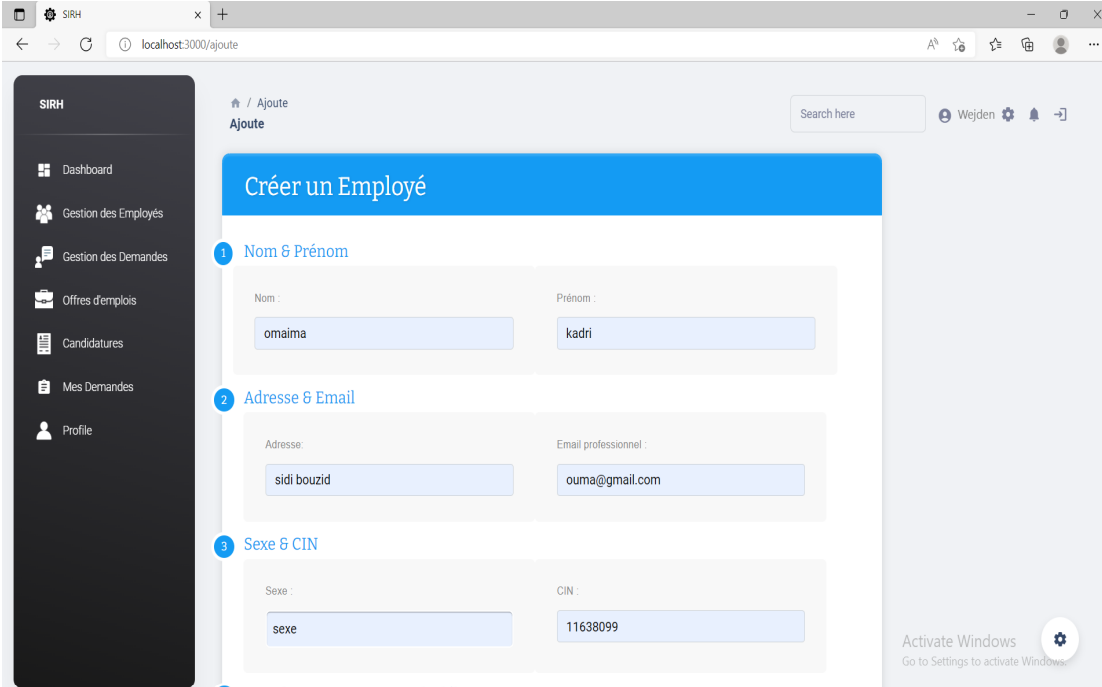 SIRH
localhost:3000/ajoute
SIRH
Dashboard
Gestion des Employés
Gestion des Demandes
Offres d'emplois
Candidatures
Mes Demandes
Profile
/ Ajoute
Ajoute
Search here
Wejden
Créer un Employé
1 Nom & Prénom
Nom : Prénom :
omaima kadri
2 Adresse & Email
Adresse: Email professionnel :
sidi bouzid ouma@gmail.com
3 Sexe & CIN
Sexe : CIN :
sexe 11638099
Activate Windows
Go to Settings to activate Windows.